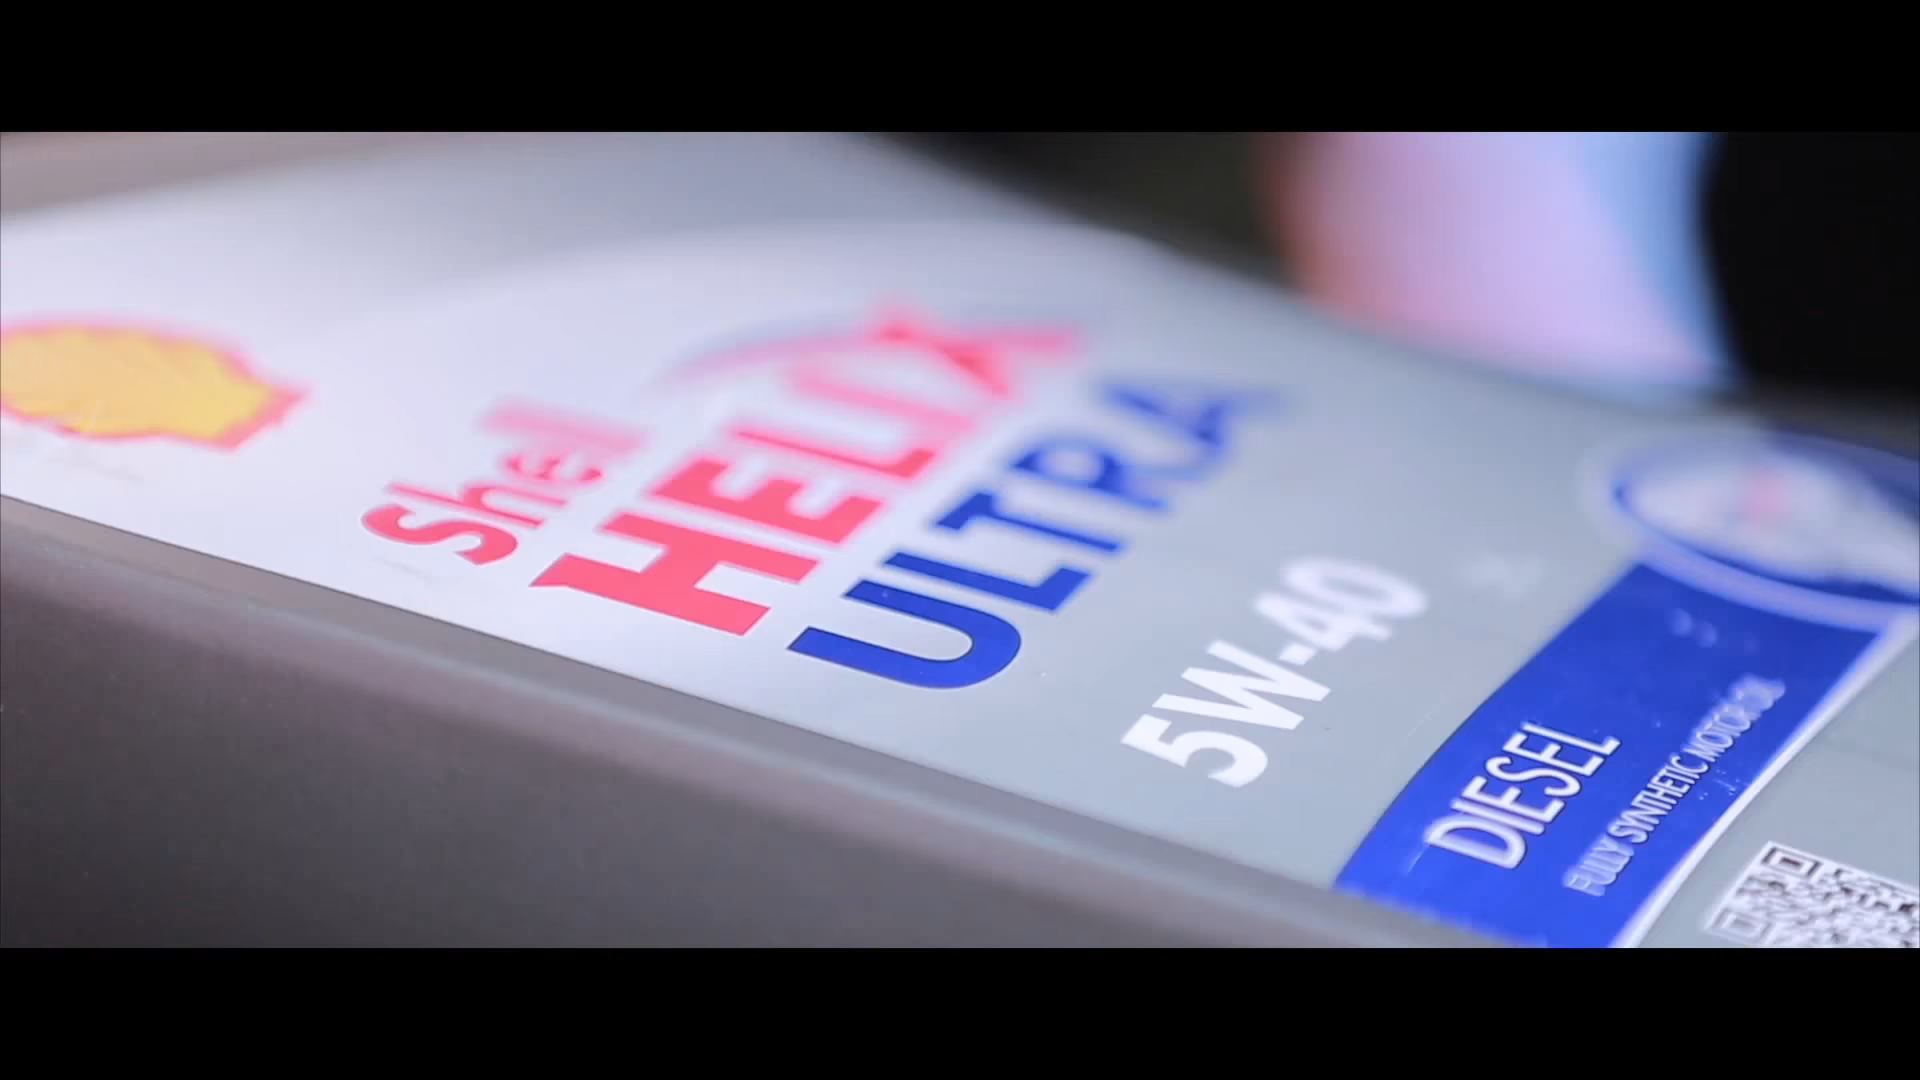 Shell
HELIX
ULTRA
5W-40
DIESEL
FULLY SYNTHETIC MOTOR OIL